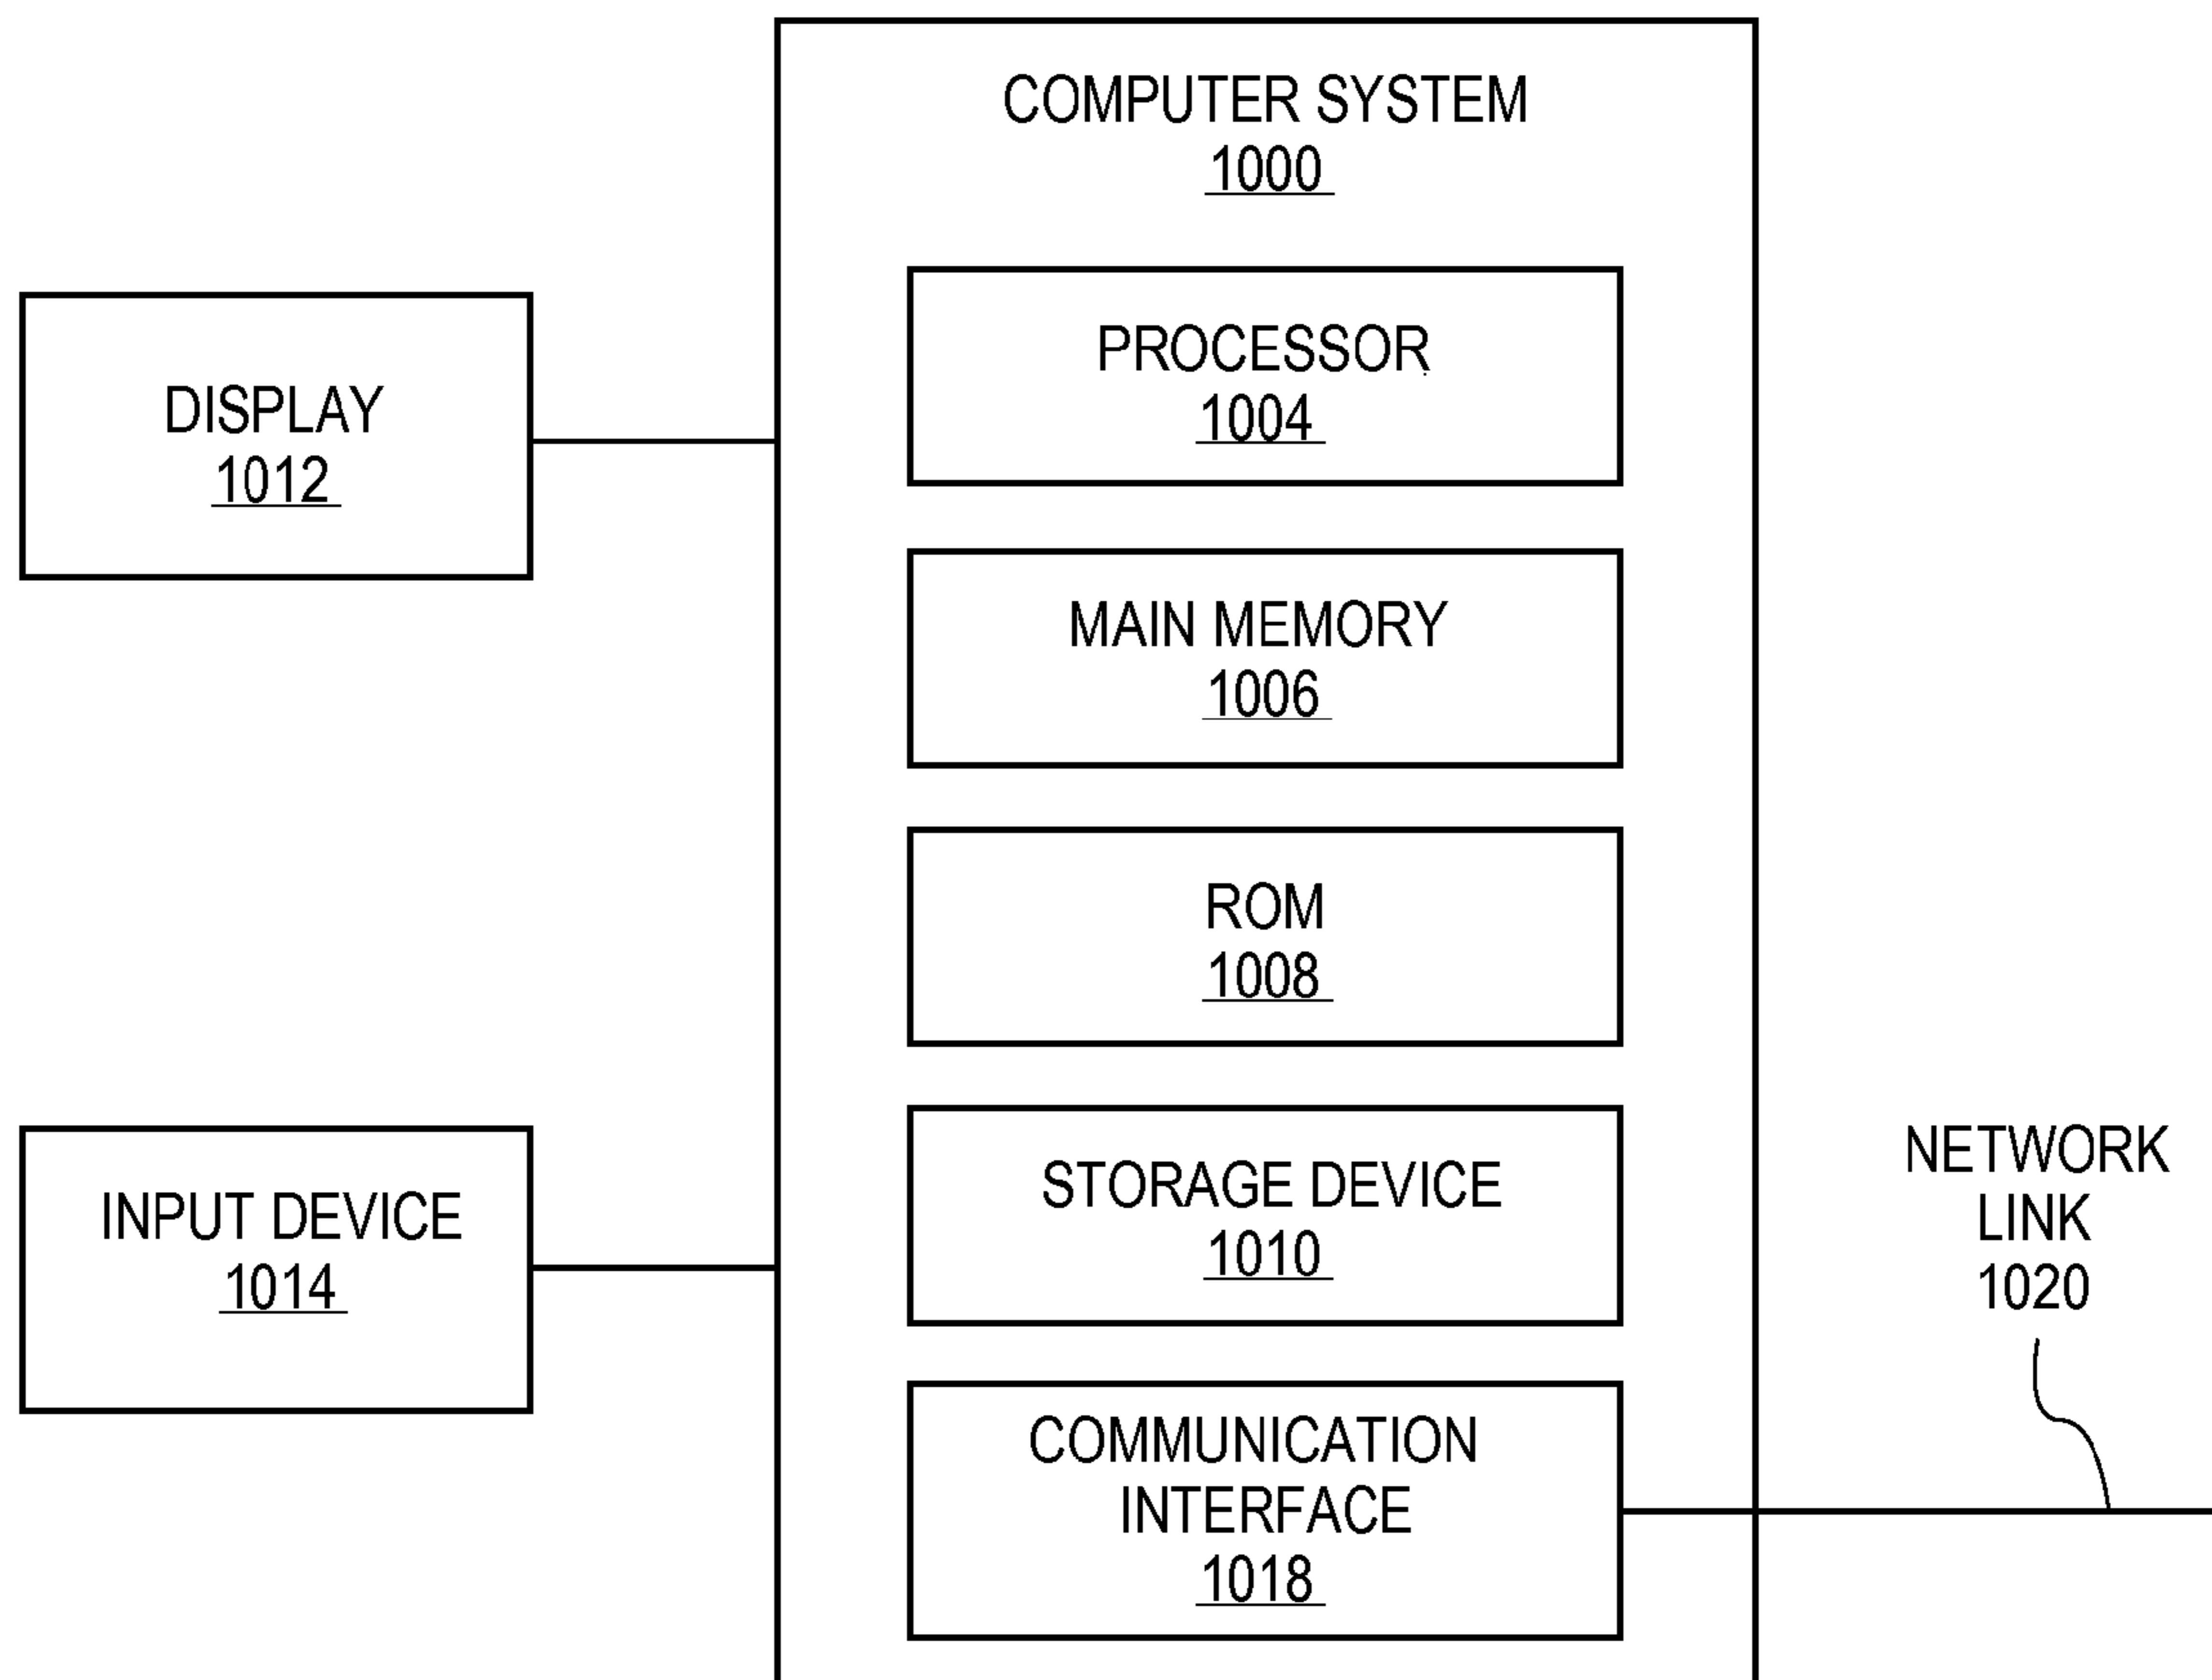 COMPUTER SYSTEM
1000
PROCESSOR
1004
DISPLAY
1012
MAIN MEMORY
1006
ROM
1008
STORAGE DEVICE
1010
INPUT DEVICE
1014
NETWORK
LINK
1020
COMMUNICATION
INTERFACE
1018